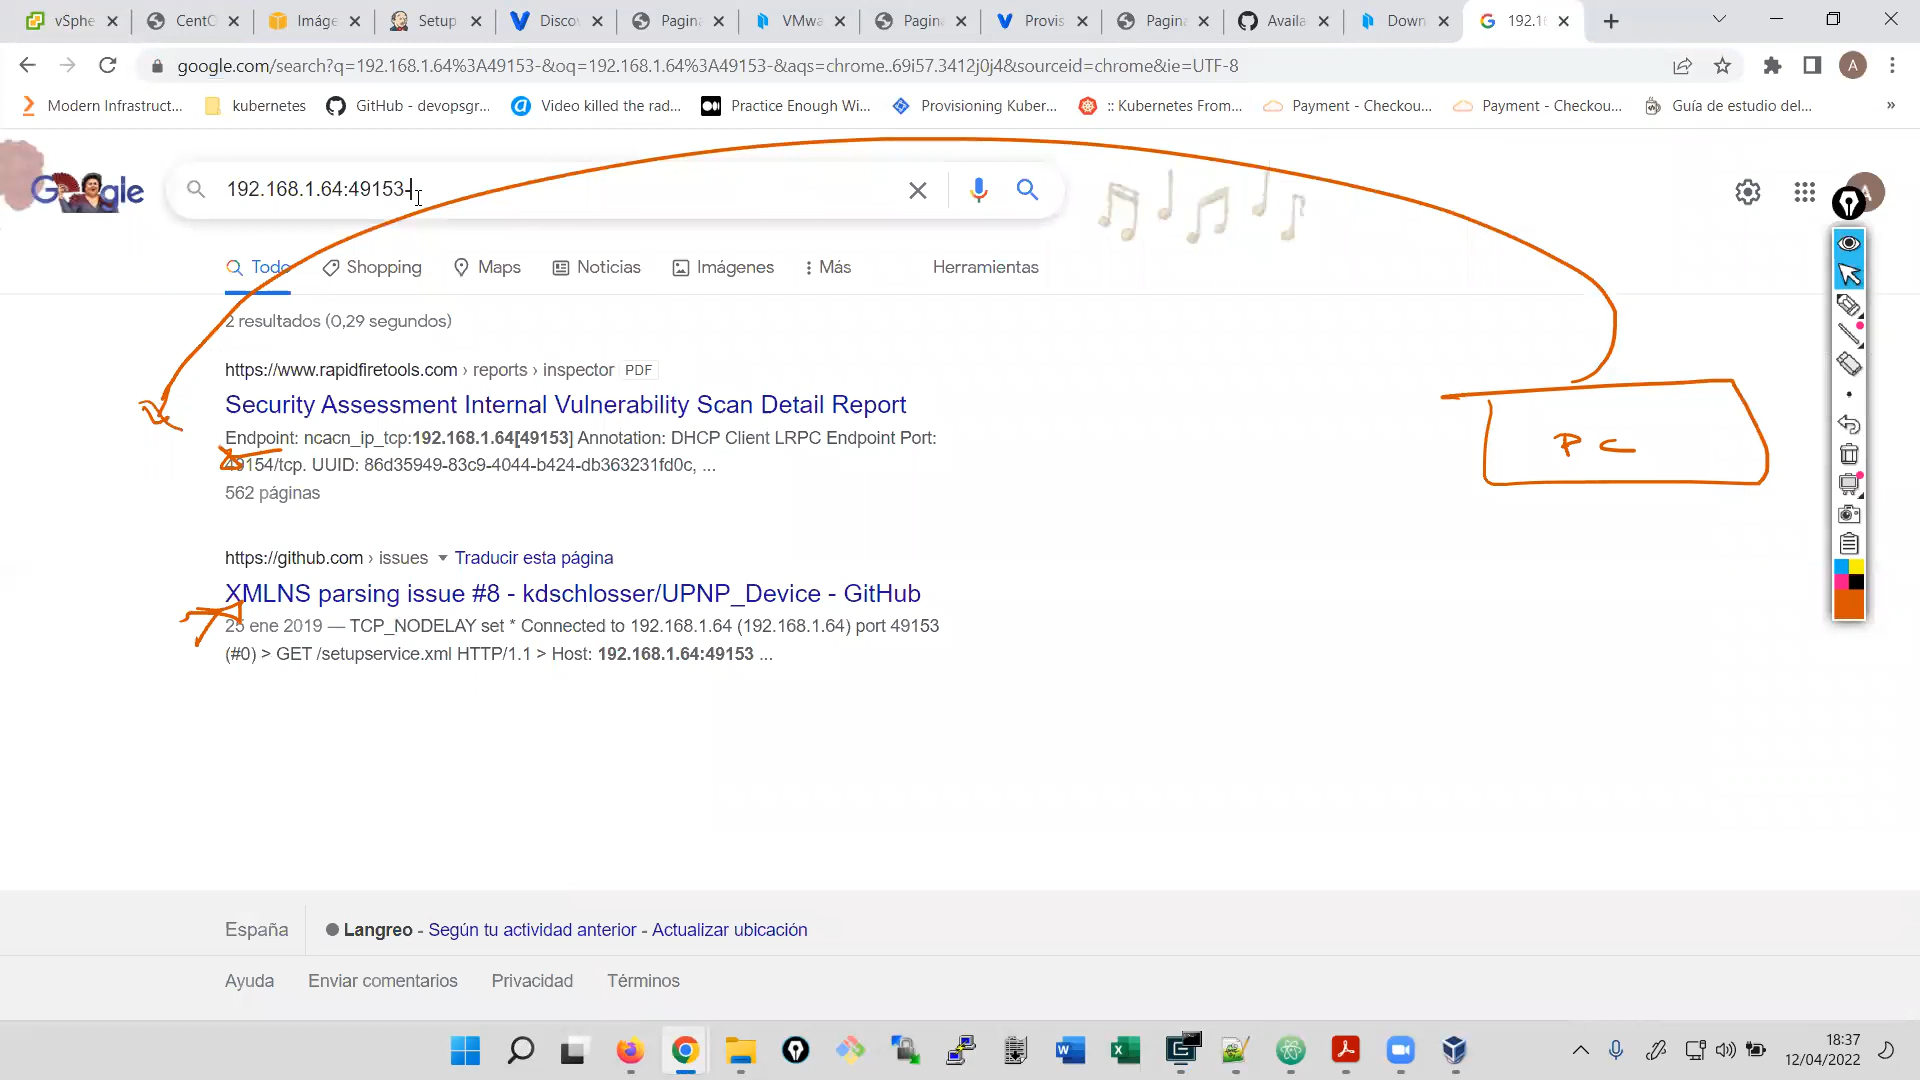 vSphe
CentO
Imáge
Setup
Disco
Pagina
VMwa
Pagin
Provis
Pagina
Availa
Down
192.1
google.com/search?q=192.168.1.64%3A49153-&oq=192.168.1.64%3A49153-&aqs=chrome..69i57.3412j0j4&sourceid=chrome&ie=UTF-8
A
Modern Infrastruct...
kubernetes
GitHub - devopsgr...
Video killed the rad...
Practice Enough Wi...
Provisioning Kuber...
:: Kubernetes From...
Payment - Checkou...
Payment - Checkou...
Guía de estudio del...
»
Google
192.168.1.64:49153-
Todo
Shopping
Maps
Noticias
Imágenes
Más
Herramientas
2 resultados (0,29 segundos)
https://www.rapidfiretools.com › reports › inspector PDF
Security Assessment Internal Vulnerability Scan Detail Report
Endpoint: ncacn_ip_tcp:192.168.1.64[49153] Annotation: DHCP Client LRPC Endpoint Port:
49154/tcp. UUID: 86d35949-83c9-4044-b424-db363231fd0c, ...
562 páginas
PC
https://github.com › issues Traducir esta página
XMLNS parsing issue #8 - kdschlosser/UPNP_Device - GitHub
25 ene 2019 — TCP_NODELAY set * Connected to 192.168.1.64 (192.168.1.64) port 49153
(#0) > GET /setupservice.xml HTTP/1.1 > Host: 192.168.1.64:49153 ...
España
Langreo - Según tu actividad anterior - Actualizar ubicación
Ayuda
Enviar comentarios
Privacidad
Términos
18:37
12/04/2022